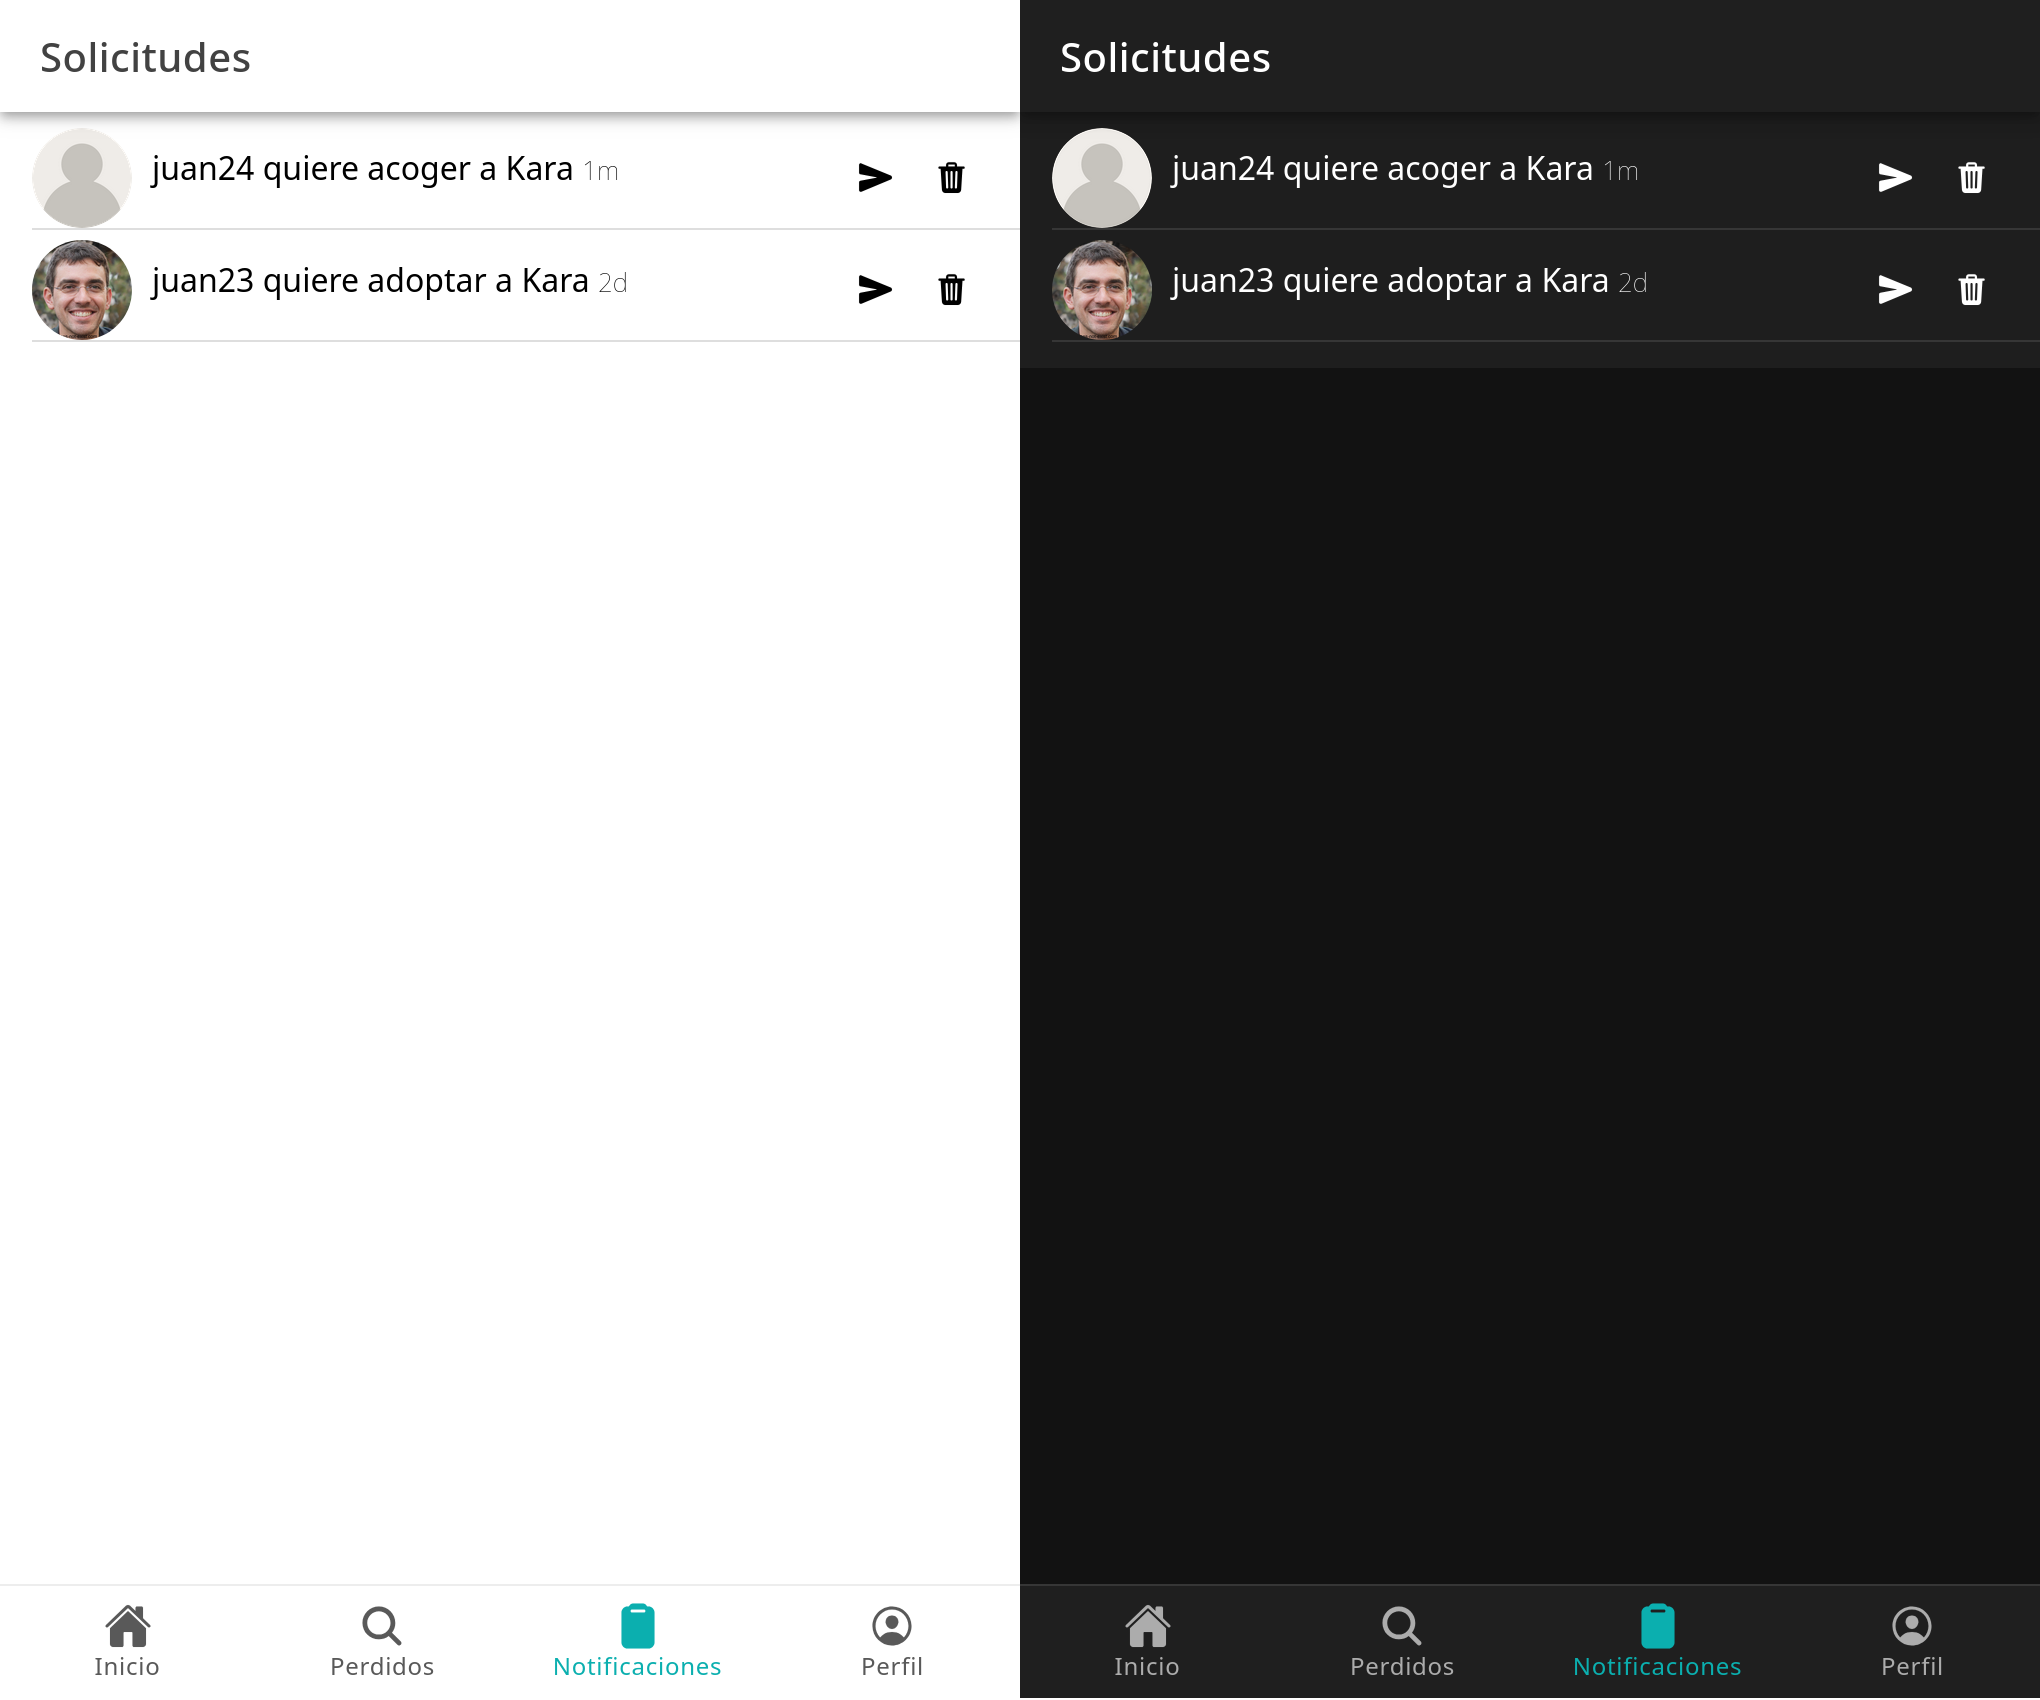 Solicitudes
juan24 quiere acoger a Kara 1m
juan23 quiere adoptar a Kara 2d
Inicio Perdidos Notificaciones Perfil
Solicitudes
juan24 quiere acoger a Kara 1m
juan23 quiere adoptar a Kara 2d
Inicio Perdidos Notificaciones Perfil